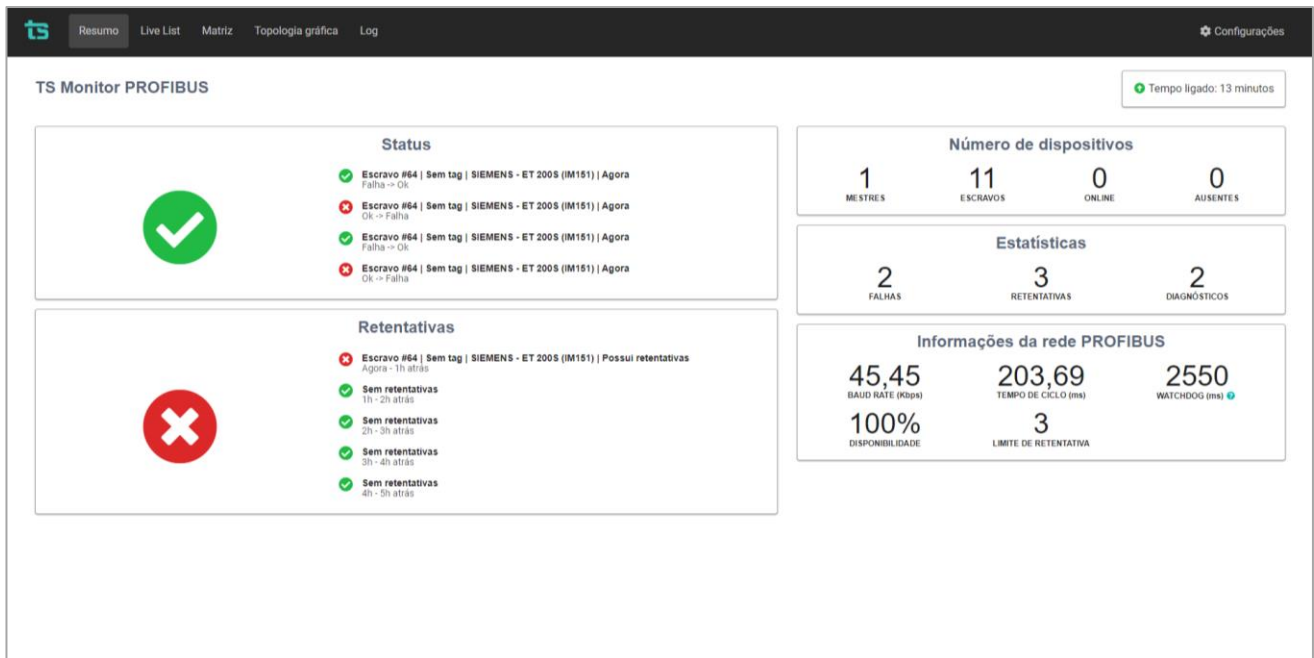 ts
Resumo Live List Matriz Topologia gráfica Log Configurações
TS Monitor PROFIBUS
Tempo ligado: 13 minutos
Status
Escravo #64 | Sem tag | SIEMENS - ET 200S (IM151) | Agora
Falha -> Ok
Escravo #64 | Sem tag | SIEMENS - ET 200S (IM151) | Agora
Ok -> Falha
Escravo #64 | Sem tag | SIEMENS - ET 200S (IM151) | Agora
Falha -> Ok
Escravo #64 | Sem tag | SIEMENS - ET 200S (IM151) | Agora
Ok -> Falha
Retentativas
Escravo #64 | Sem tag | SIEMENS - ET 200S (IM151) | Possui retentativas
Agora - 1h atrás
Sem retentativas
1h - 2h atrás
Sem retentativas
2h - 3h atrás
Sem retentativas
3h - 4h atrás
Sem retentativas
4h - 5h atrás
Número de dispositivos
1 11 0 0
MESTRES ESCRAVOS ONLINE AUSENTES
Estatísticas
2 3 2
FALHAS RETENTATIVAS DIAGNÓSTICOS
Informações da rede PROFIBUS
45,45 203,69 2550
BAUD RATE (Kbps) TEMPO DE CICLO (ms) WATCHDOG (ms) ?
100% 3
DISPONIBILIDADE LIMITE DE RETENTATIVA